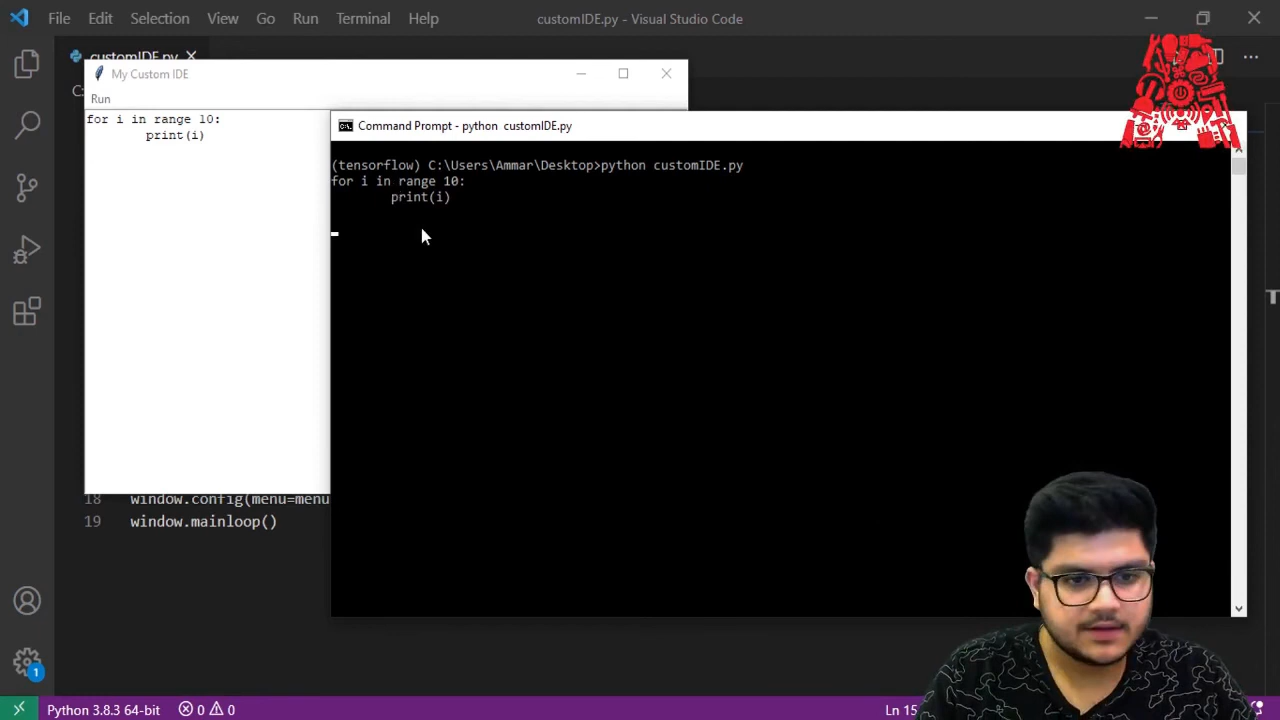 File Edit Selection View Go Run Terminal Help
customIDE.py - Visual Studio Code
customIDE.py
My Custom IDE
Run
for i in range 10:
print(i)
Command Prompt - python  customIDE.py
(tensorflow) C:\Users\Ammar\Desktop>python customIDE.py
for i in range 10:
print(i)
18 window.config(menu=menu
19 window.mainloop()
1
Python 3.8.3 64-bit 0 0
Ln 15